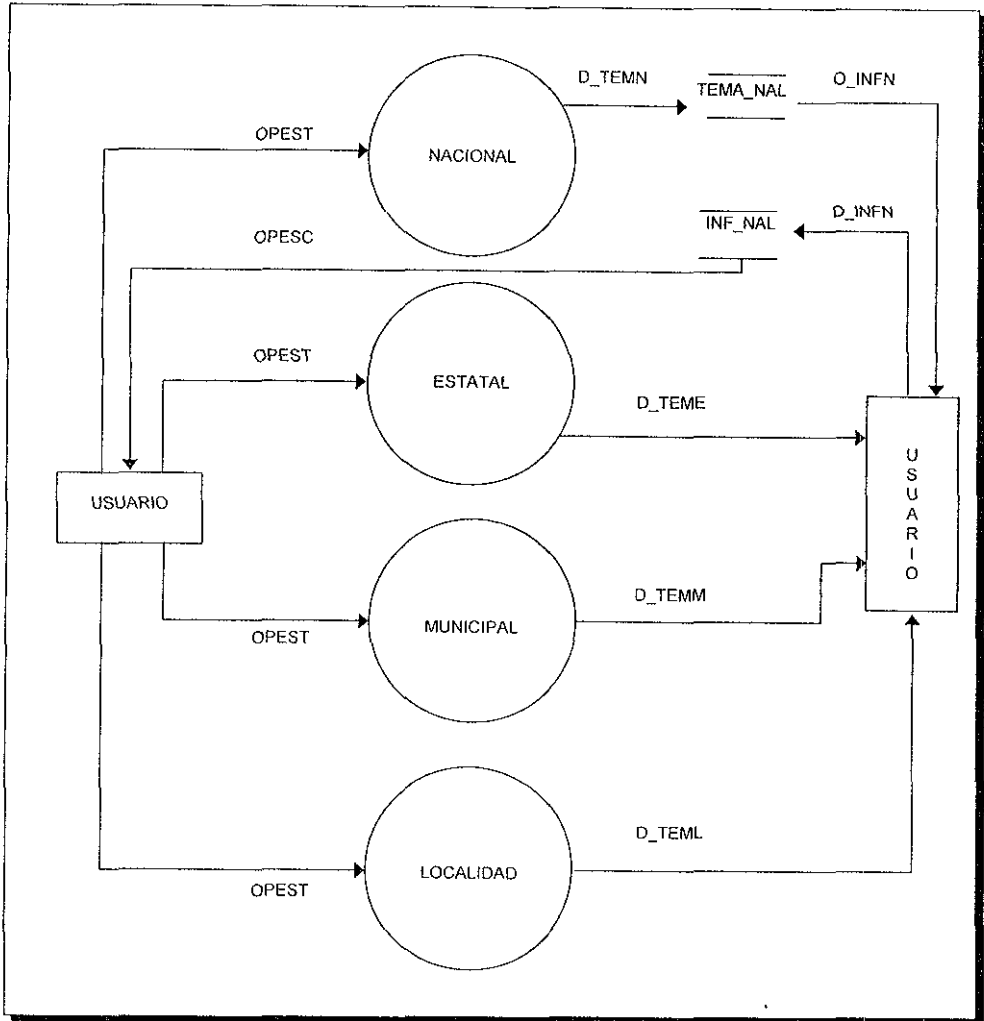 D_TEMN
TEMA_NAL
O_INFN
OPEST
NACIONAL
INF_NAL
D_INFN
OPESC
OPEST
ESTATAL
D_TEME
USUARIO
USUARIO
D_TEMM
MUNICIPAL
OPEST
D_TEML
LOCALIDAD
OPEST